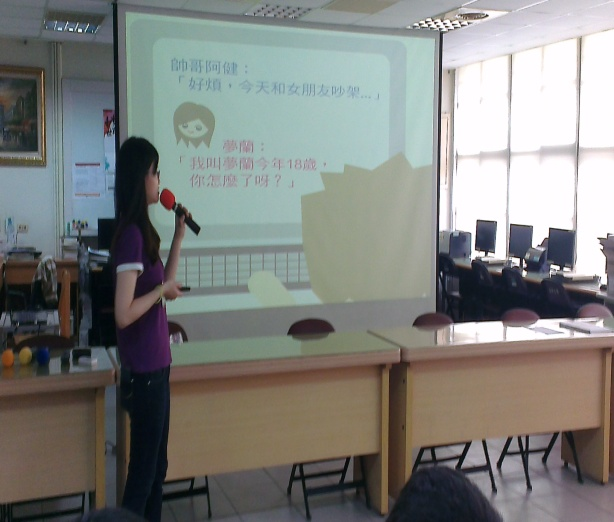 帥哥阿健：
「好煩，今天和女朋友吵架...」
夢蘭：
「我叫夢蘭今年18歲，
你怎麼了呀？」